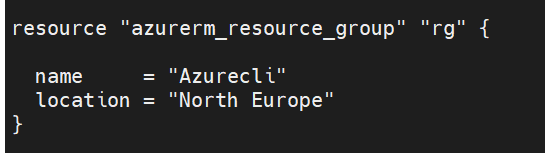 resource "azurerm_resource_group" "rg" {
name     = "Azurecli"
location = "North Europe"
}